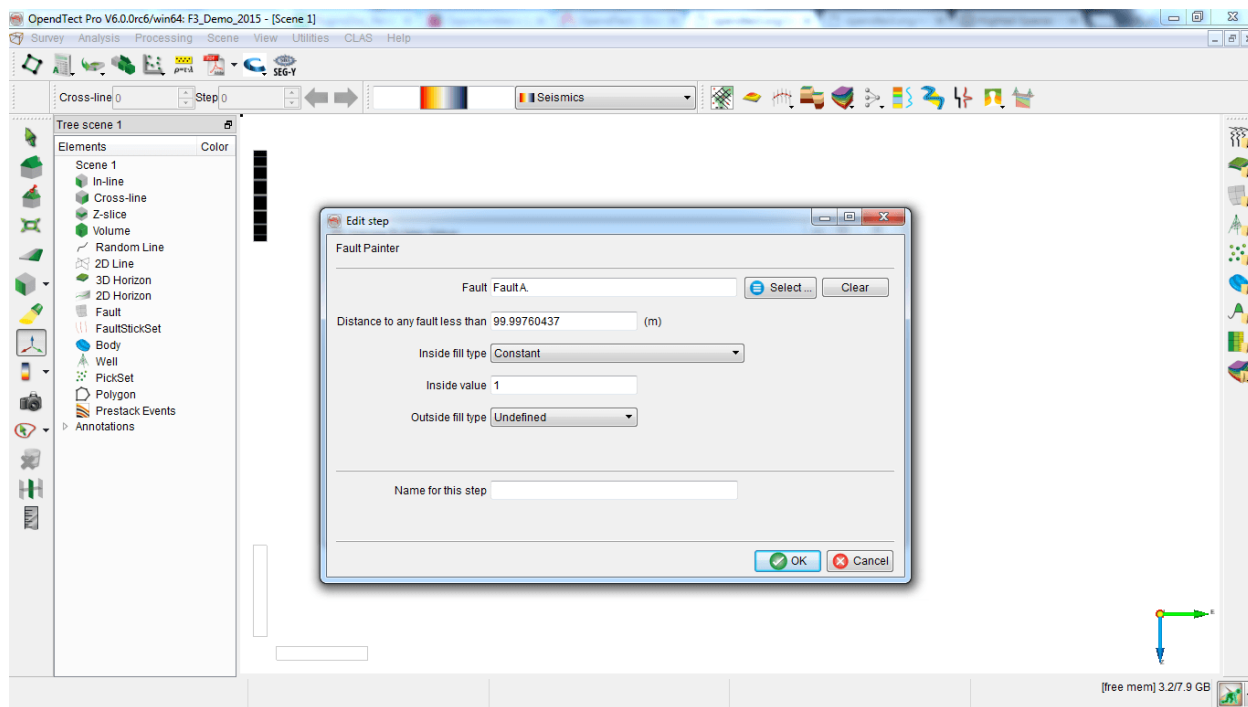 OpendTect Pro V6.0.0rc6/win64: F3_Demo_2015 - [Scene 1]
Survey Analysis Processing Scene View Utilities CLAS Help
SEG-Y
Cross-line 0 Step 0 Seismics
Tree scene 1
Elements Color
Scene 1
In-line
Cross-line
Z-slice
Volume
Random Line
2D Line
3D Horizon
2D Horizon
Fault
FaultStickSet
Body
Well
PickSet
Polygon
Prestack Events
Annotations
Edit step
Fault Painter
Fault FaultA. Select ... Clear
Distance to any fault less than 99.99760437 (m)
Inside fill type Constant
Inside value 1
Outside fill type Undefined
Name for this step
OK Cancel
[free mem] 3.2/7.9 GB